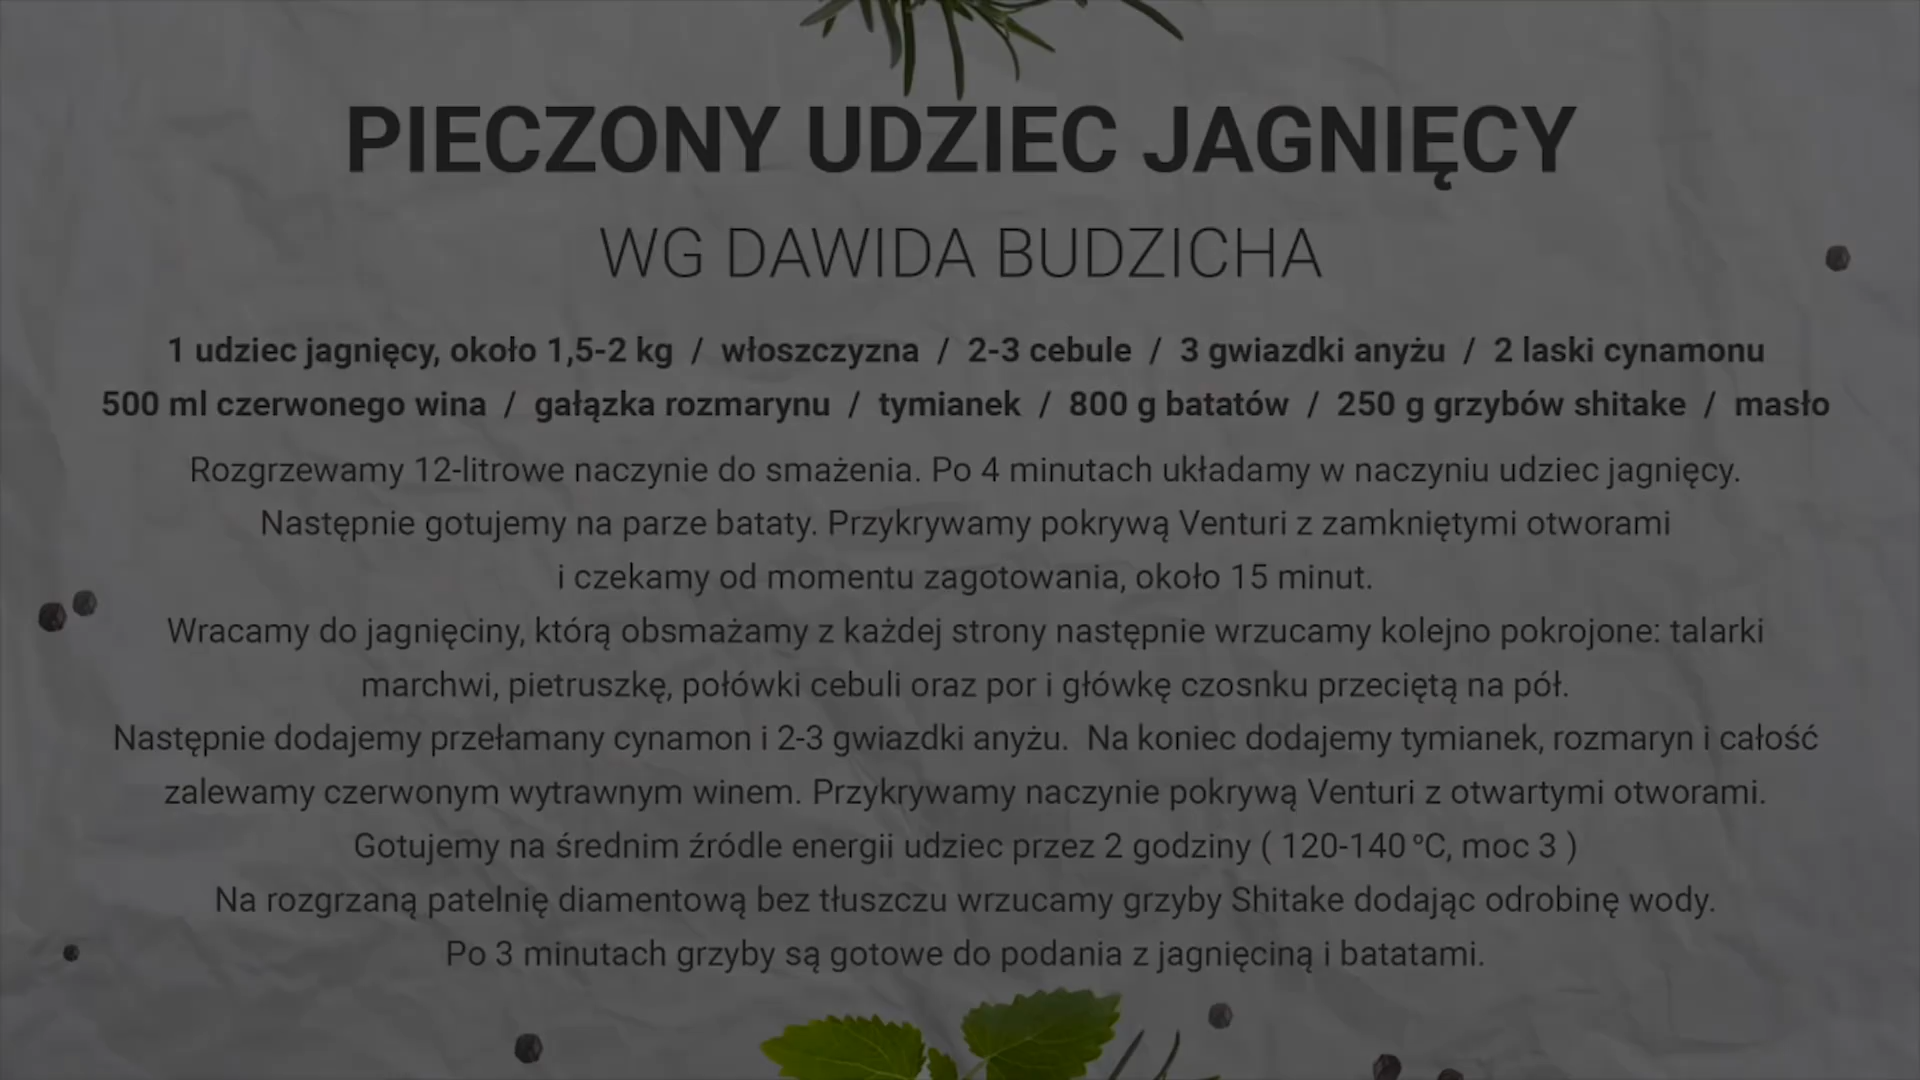 PIECZONY UDZIEC JAGNIĘCY
WG DAWIDA BUDZICHA
1 udziec jagnięcy, około 1,5-2 kg / włoszczyzna / 2-3 cebule / 3 gwiazdki anyżu / 2 laski cynamonu
500 ml czerwonego wina / gałązka rozmarynu / tymianek / 800 g batatów / 250 g grzybów shitake / masło
Rozgrzewamy 12-litrowe naczynie do smażenia. Po 4 minutach układamy w naczyniu udziec jagnięcy.
Następnie gotujemy na parze bataty. Przykrywamy pokrywą Venturi z zamkniętymi otworami
i czekamy od momentu zagotowania, około 15 minut.
Wracamy do jagnięciny, którą obsmażamy z każdej strony następnie wrzucamy kolejno pokrojone: talarki
marchwi, pietruszkę, połówki cebuli oraz por i główkę czosnku przeciętą na pół.
Następnie dodajemy przełamany cynamon i 2-3 gwiazdki anyżu. Na koniec dodajemy tymianek, rozmaryn i całość
zalewamy czerwonym wytrawnym winem. Przykrywamy naczynie pokrywą Venturi z otwartymi otworami.
Gotujemy na średnim źródle energii udziec przez 2 godziny ( 120-140 °C, moc 3 )
Na rozgrzaną patelnię diamentową bez tłuszczu wrzucamy grzyby Shitake dodając odrobinę wody.
Po 3 minutach grzyby są gotowe do podania z jagnięciną i batatami.